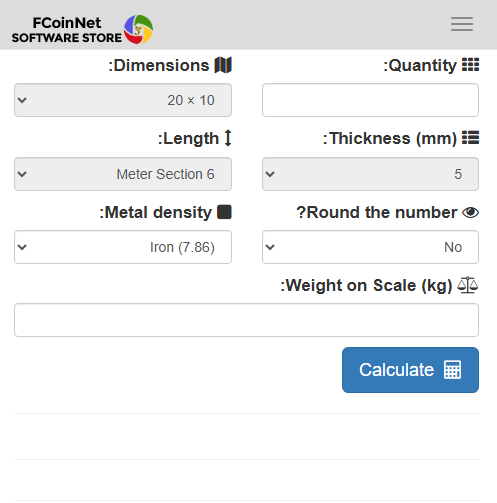 FCoinNet
SOFTWARE STORE
:Quantity
:Dimensions
20 × 10
:Thickness (mm)
:Length
5
Meter Section 6
?Round the number
:Metal density
No
Iron (7.86)
:Weight on Scale (kg)
Calculate